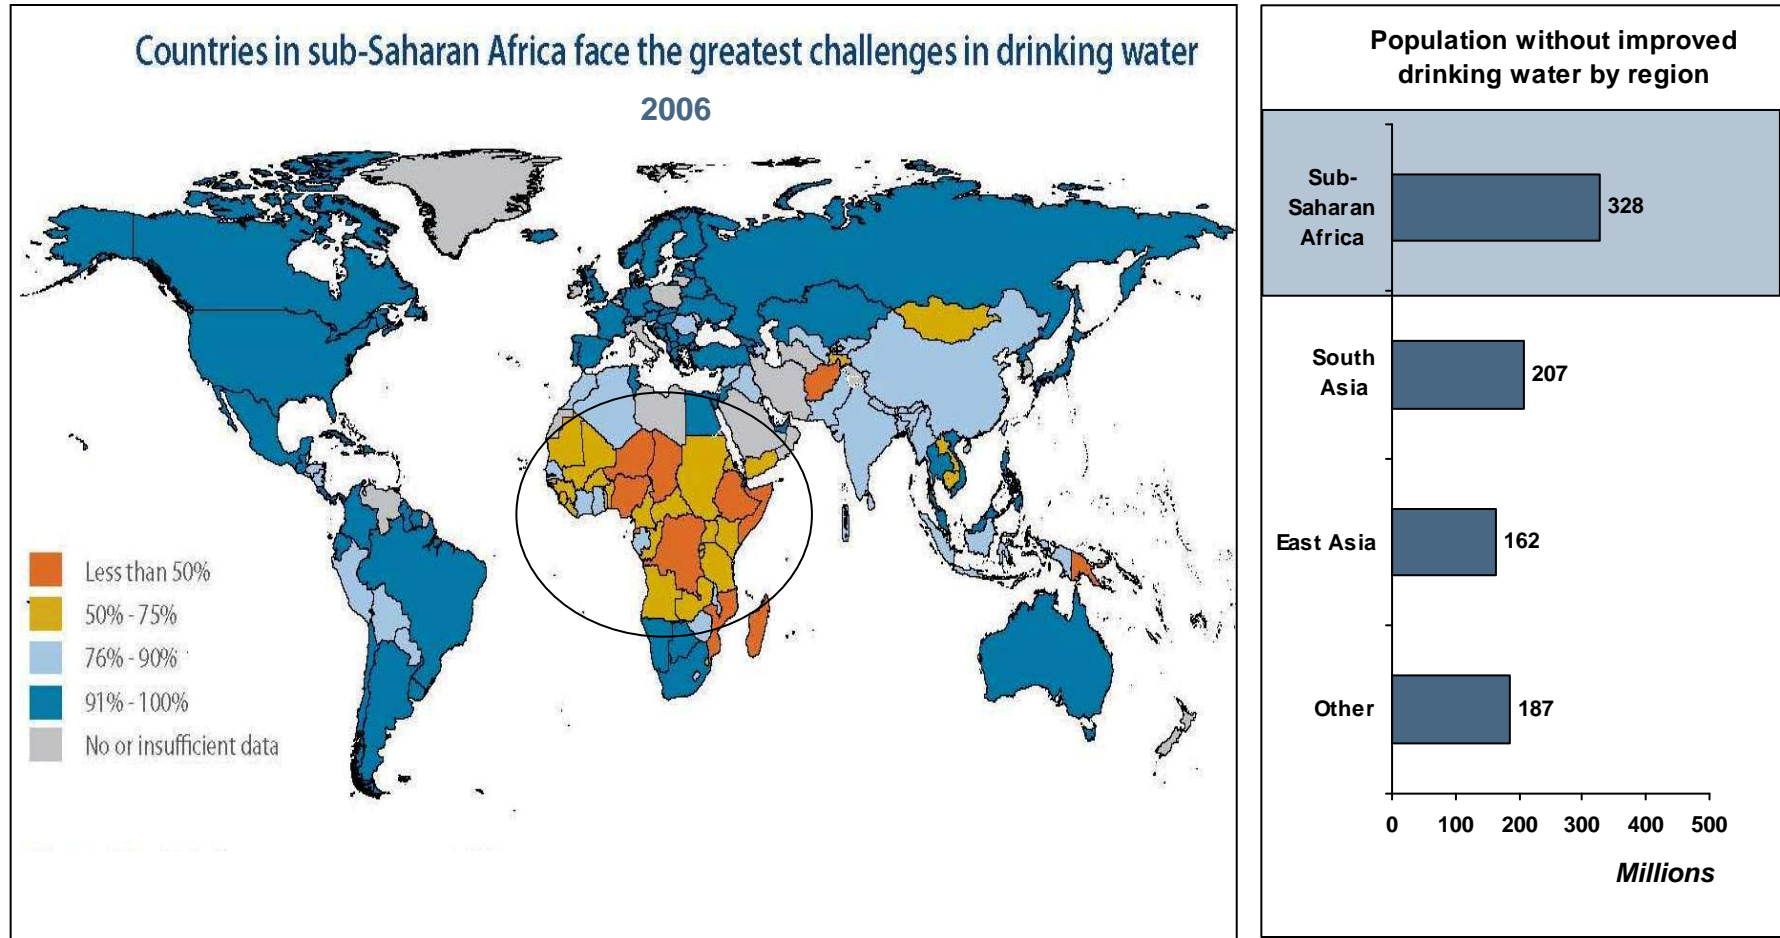 Countries in sub-Saharan Africa face the greatest challenges in drinking water
2006
Less than 50%
50% - 75%
76% - 90%
91% - 100%
No or insufficient data
Population without improved
drinking water by region
Sub-
Saharan
Africa
328
South
Asia
207
East Asia
162
Other
187
0 100 200 300 400 500
Millions